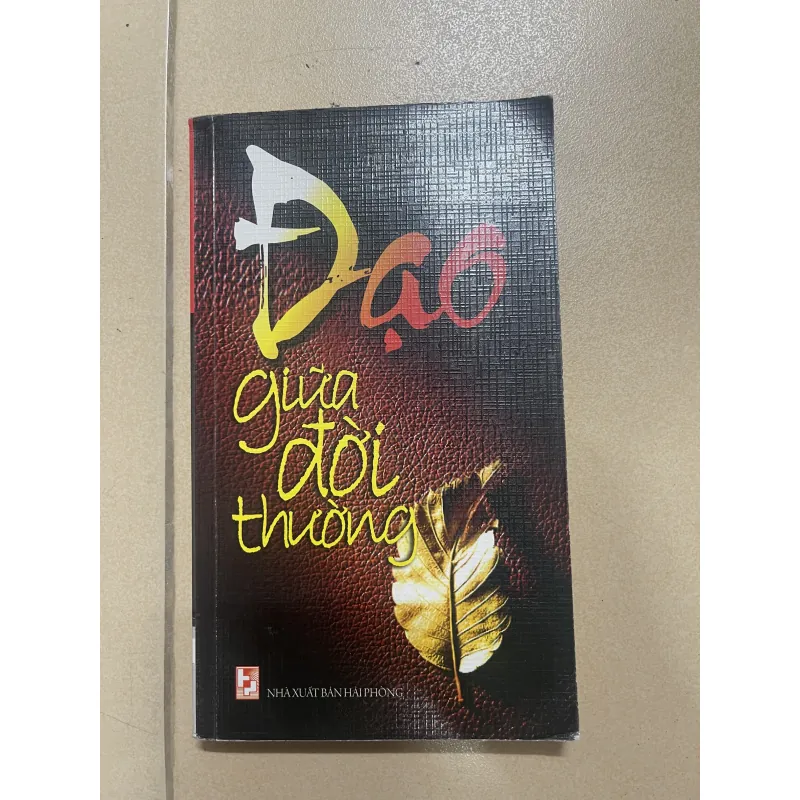 Đạo
giữa
đời
thường
NHÀ XUẤT BẢN HẢI PHÒNG